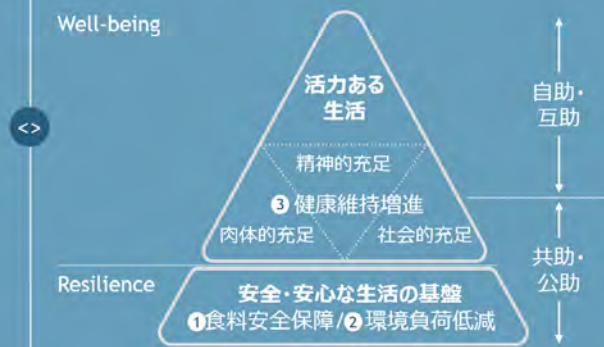 Well-being
活力ある
生活
自助・
互助
<>
精神的充足
❸ 健康維持増進
肉体的充足 社会的充足
共助・
公助
Resilience
安全・安心な生活の基盤
❶食料安全保障/❷環境負荷低減